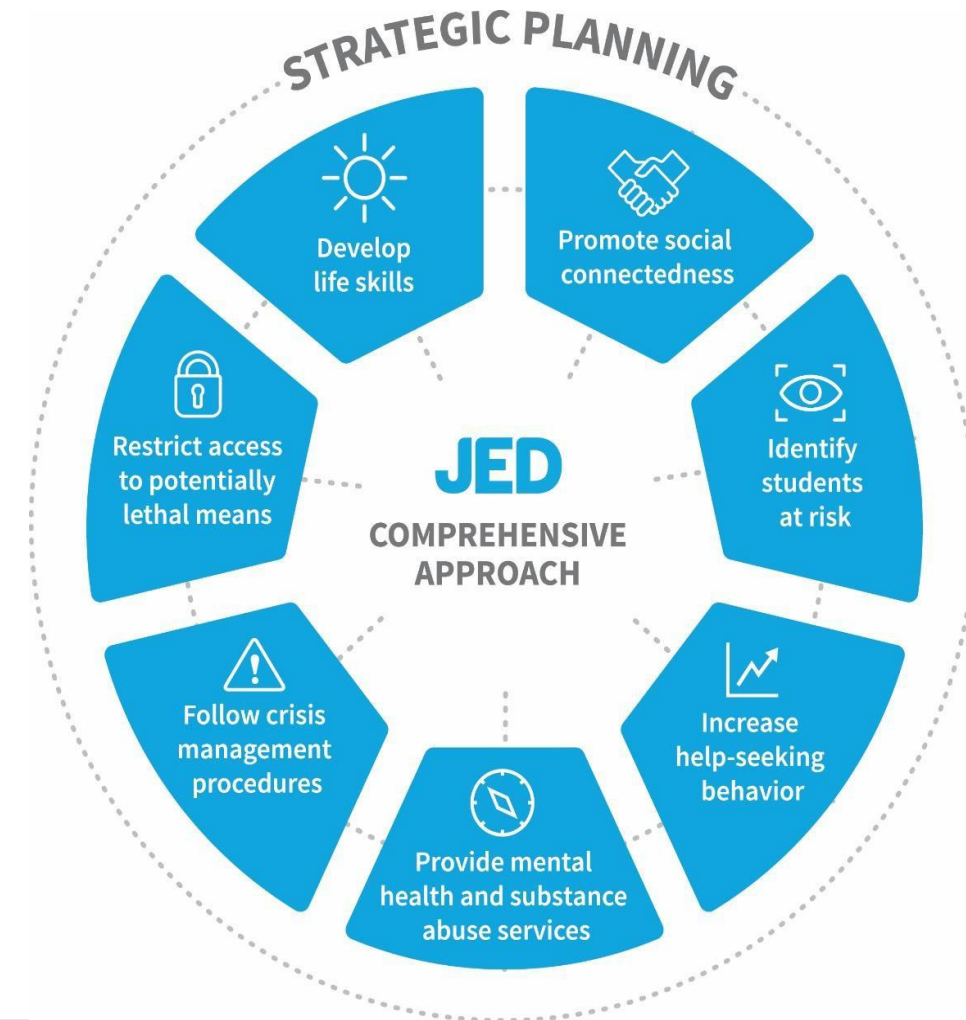 STRATEGIC PLANNING
Develop
life skills
Promote social
connectedness
Identify
students
at risk
Increase
help-seeking
behavior
Provide mental
health and substance
abuse services
Follow crisis
management
procedures
Restrict access
to potentially
lethal means
JED
COMPREHENSIVE
APPROACH